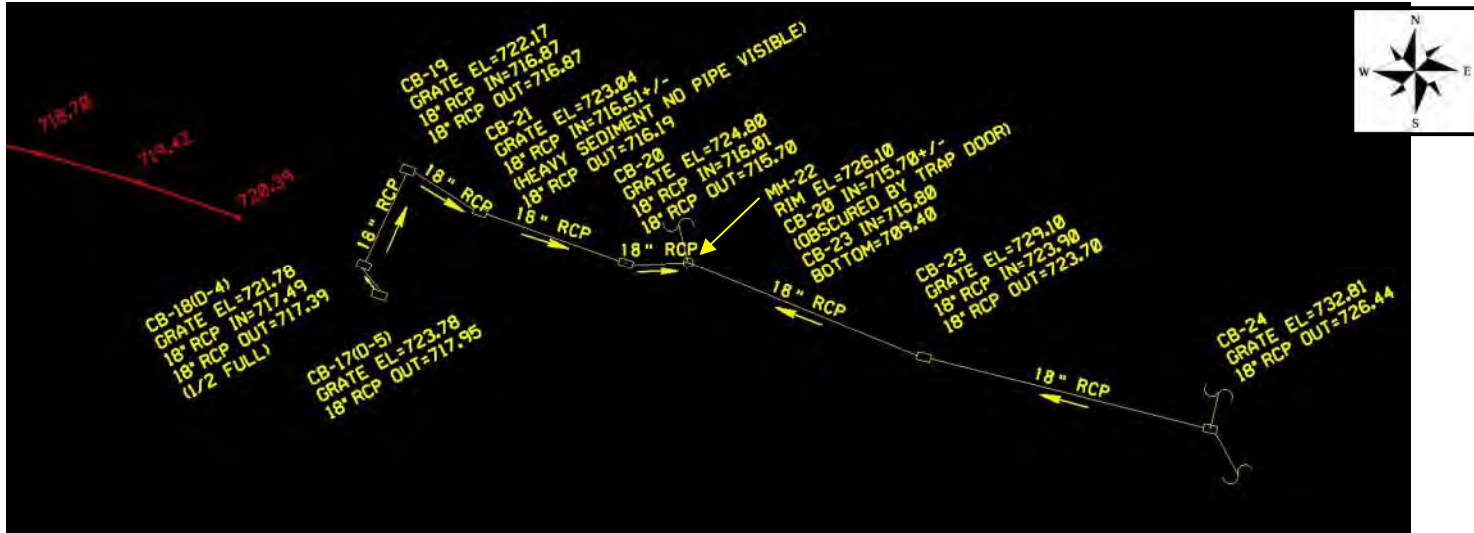 718.70
719.43
720.39
CB-19
GRATE EL=722.17
18" RCP IN=716.87
18" RCP OUT=716.87
CB-21
GRATE EL=723.04
18" RCP IN=716.51+/-
(HEAVY SEDIMENT NO PIPE VISIBLE)
18" RCP OUT=716.19
CB-20
GRATE EL=724.80
18" RCP IN=716.01
18" RCP OUT=715.70
MH-22
RIM EL=726.10
CB-20 IN=715.70+/-
(OBSCURED BY TRAP DOOR)
CB-23 IN=715.80
BOTTOM=709.40
CB-23
GRATE EL=729.10
18" RCP IN=723.90
18" RCP OUT=723.70
CB-24
GRATE EL=732.81
18" RCP OUT=726.44
CB-18(D-4)
GRATE EL=721.78
18" RCP IN=717.49
18" RCP OUT=717.39
(1/2 FULL)
CB-17(D-5)
GRATE EL=723.78
18" RCP OUT=717.95
18" RCP
18" RCP
18" RCP
18" RCP
18" RCP
18" RCP
N
W
E
S